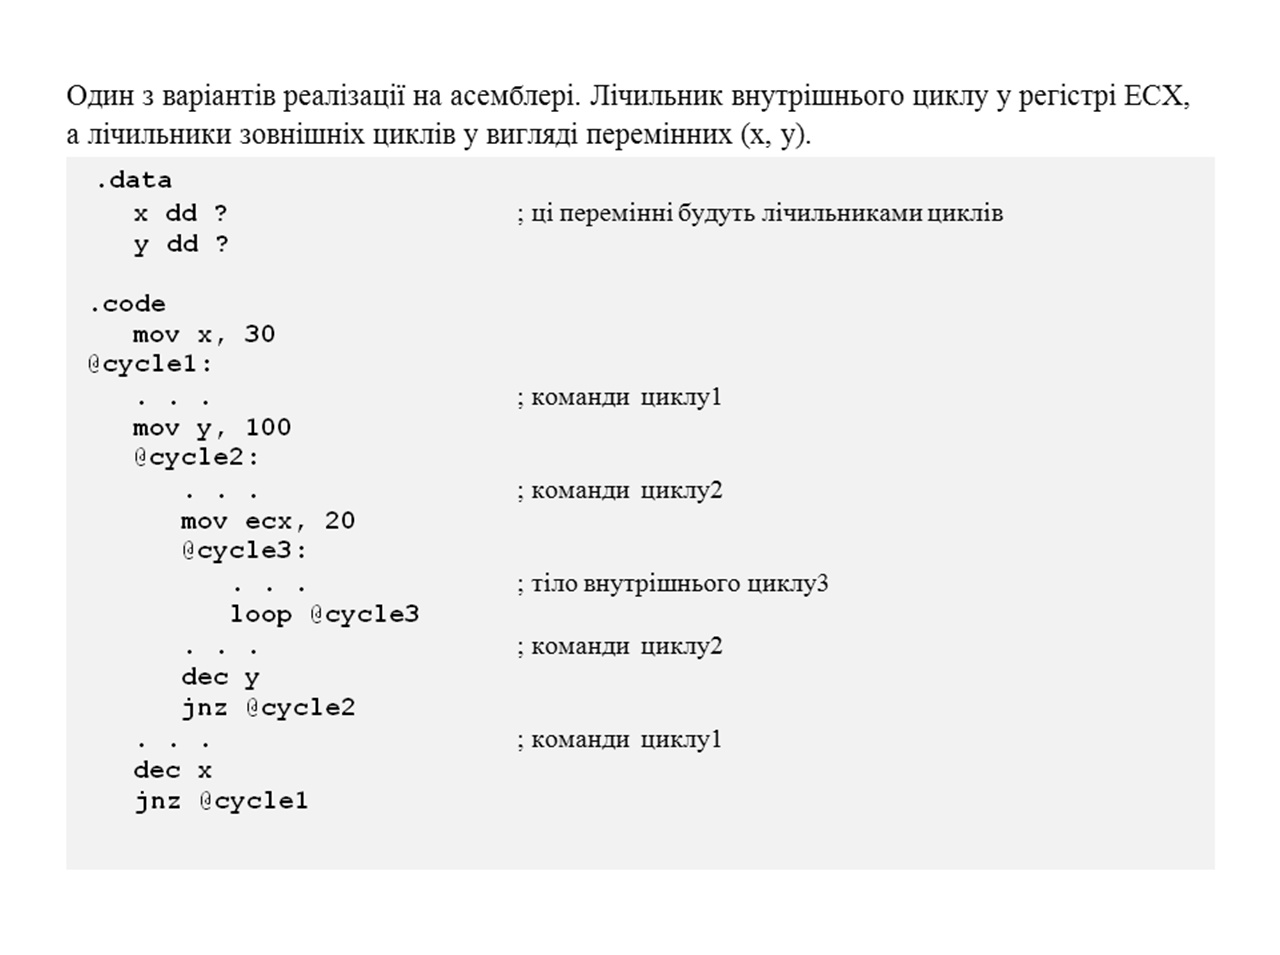 Один з варіантів реалізації на асемблері. Лічильник внутрішнього циклу у регістрі ECX,
а лічильники зовнішніх циклів у вигляді перемінних (x, y).
.data
x dd ? ; ці перемінні будуть лічильниками циклів
y dd ?
.code
mov x, 30
@cycle1:
. . . ; команди циклу1
mov y, 100
@cycle2:
. . . ; команди циклу2
mov ecx, 20
@cycle3:
. . . ; тіло внутрішнього циклу3
loop @cycle3
. . . ; команди циклу2
dec y
jnz @cycle2
. . . ; команди циклу1
dec x
jnz @cycle1